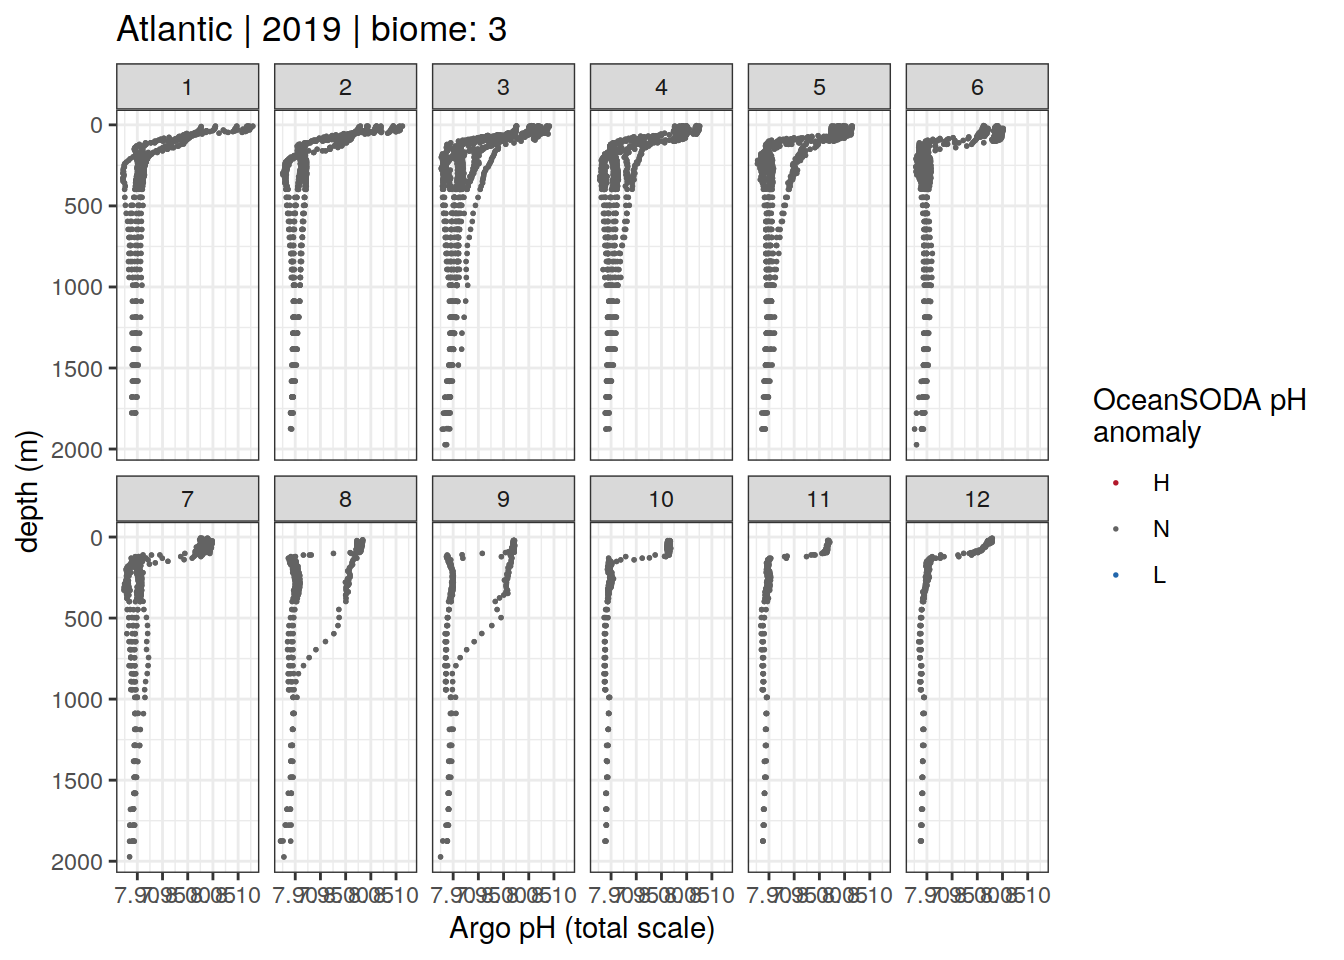 Atlantic | 2019 | biome: 3
1 2 3 4 5 6
0
500
1000
1500
2000
7 8 9 10 11 12
0
500
1000
1500
2000
depth (m)
Argo pH (total scale)
OceanSODA pH
anomaly
H
N
L